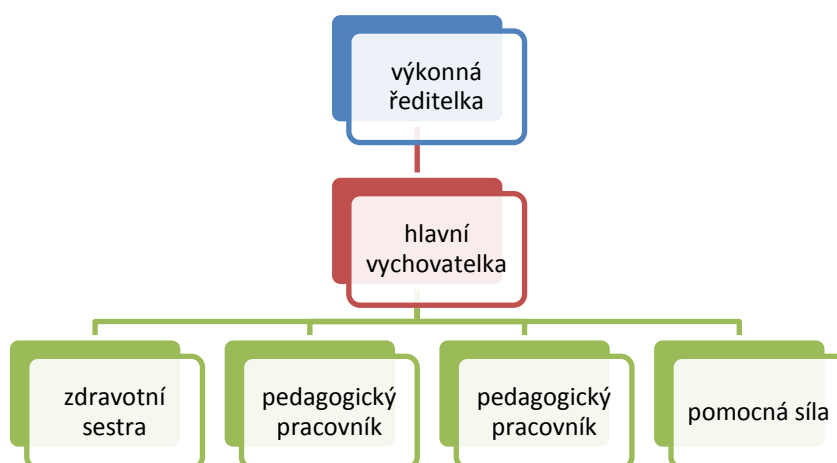 výkonná
ředitelka
hlavní
vychovatelka
zdravotní
sestra
pedagogický
pracovník
pedagogický
pracovník
pomocná síla